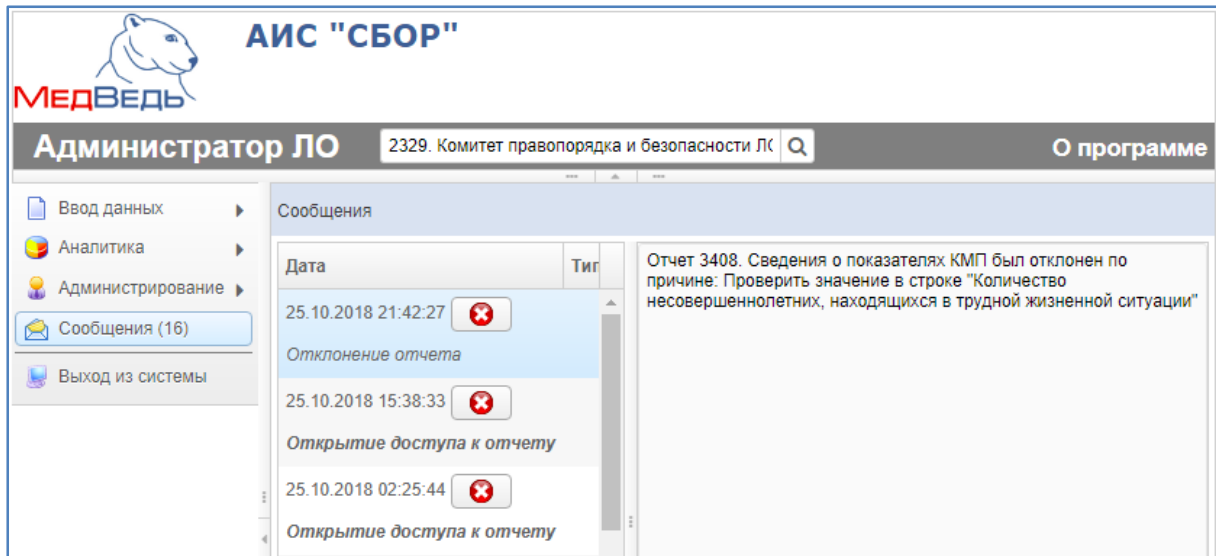 АИС "СБОР"
МЕДВЕДЬ
Администратор ЛО
2329. Комитет правопорядка и безопасности ЛО
О программе
Ввод данных
Аналитика
Администрирование
Сообщения (16)
Выход из системы
Сообщения
Дата
Тип
25.10.2018 21:42:27
Отклонение отчета
25.10.2018 15:38:33
Открытие доступа к отчету
25.10.2018 02:25:44
Открытие доступа к отчету
Отчет 3408. Сведения о показателях КМП был отклонен по
причине: Проверить значение в строке "Количество
несовершеннолетних, находящихся в трудной жизненной ситуации"